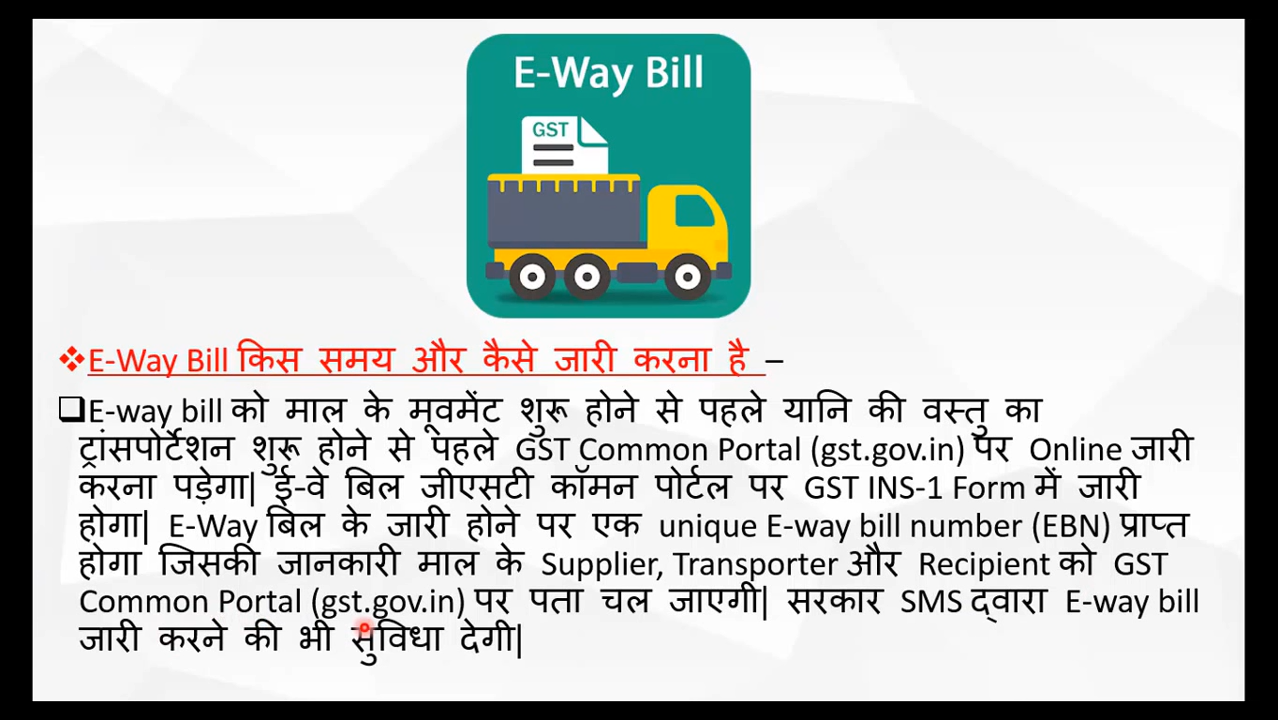 E-Way Bill
GST
❖E-Way Bill किस समय और कैसे जारी करना है –
❑E-way bill को माल के मूवमेंट शुरू होने से पहले यानि की वस्तु का
ट्रांसपोर्टेशन शुरू होने से पहले GST Common Portal (gst.gov.in) पर Online जारी
करना पड़ेगा| ई-वे बिल जीएसटी कॉमन पोर्टल पर GST INS-1 Form में जारी
होगा| E-Way बिल के जारी होने पर एक unique E-way bill number (EBN) प्राप्त
होगा जिसकी जानकारी माल के Supplier, Transporter और Recipient को GST
Common Portal (gst.gov.in) पर पता चल जाएगी| सरकार SMS द्वारा E-way bill
जारी करने की भी सुविधा देगी|